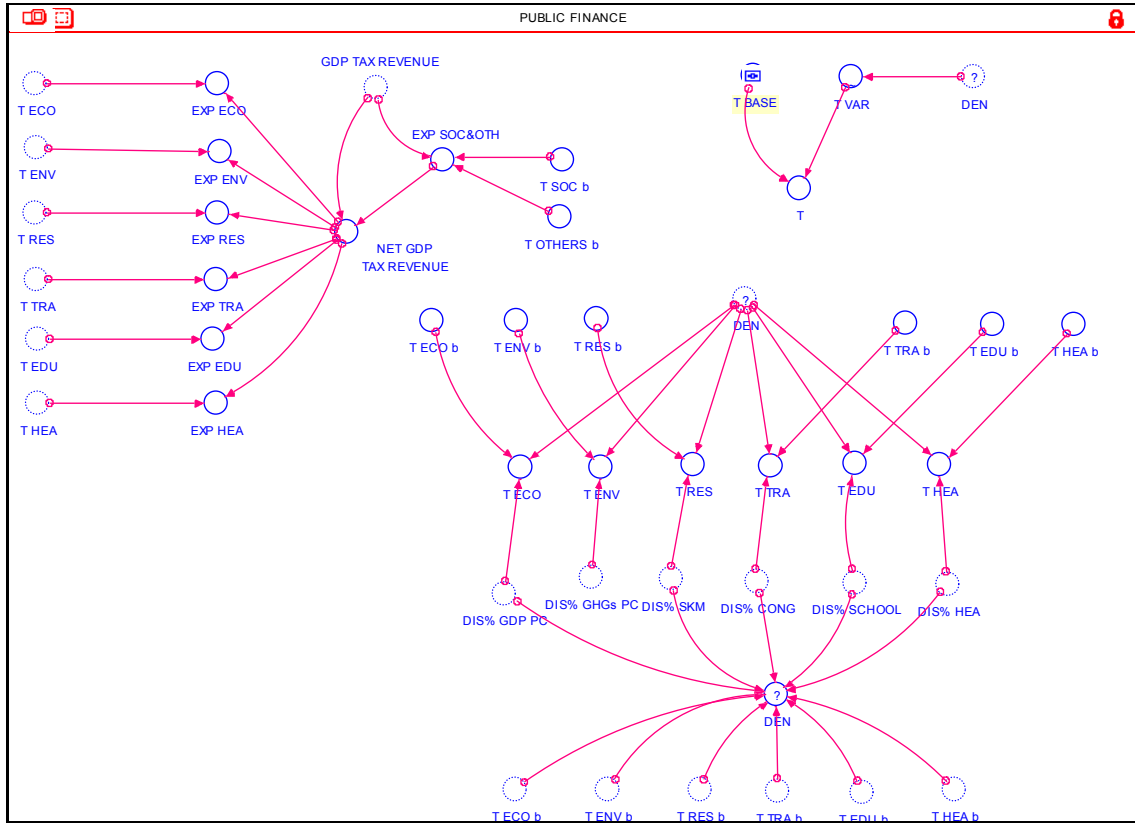 PUBLIC FINANCE
GDP TAX REVENUE
T ECO
EXP ECO
T BASE
T VAR
?
DEN
EXP SOC&OTH
T ENV
EXP ENV
T SOC b
T
T RES
EXP RES
T OTHERS b
NET GDP
TAX REVENUE
T TRA
EXP TRA
?
DEN
T EDU
EXP EDU
T ECO b
T ENV b
T RES b
T TRA b
T EDU b
T HEA b
T HEA
EXP HEA
T ECO
T ENV
T RES
T TRA
T EDU
T HEA
DIS% GDP PC
DIS% GHGs PC
DIS% SKM
DIS% CONG
DIS% SCHOOL
DIS% HEA
?
DEN
T ECO b
T ENV b
T RES b
T TRA b
T EDU b
T HEA b